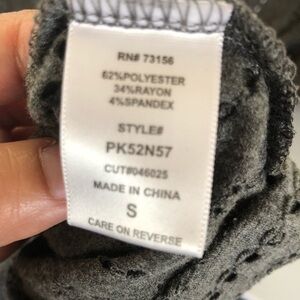 RN# 73156
62%POLYESTER
34%RAYON
4%SPANDEX
STYLE#
PK52N57
CUT#046025
MADE IN CHINA
S
CARE ON REVERSE